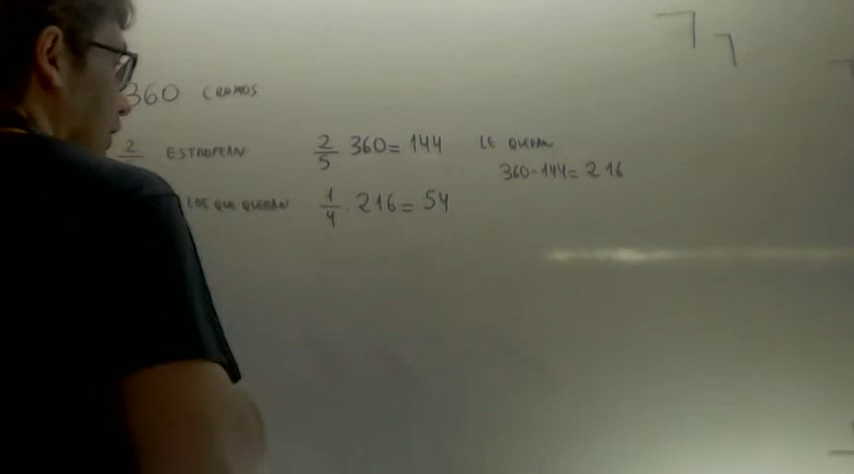 360 CROMOS
2 ESTROPEAN 2/5 360 = 144 LE QUEDAN
360 - 144 = 216
LOS QUE QUEDAN 1/4 . 216 = 54